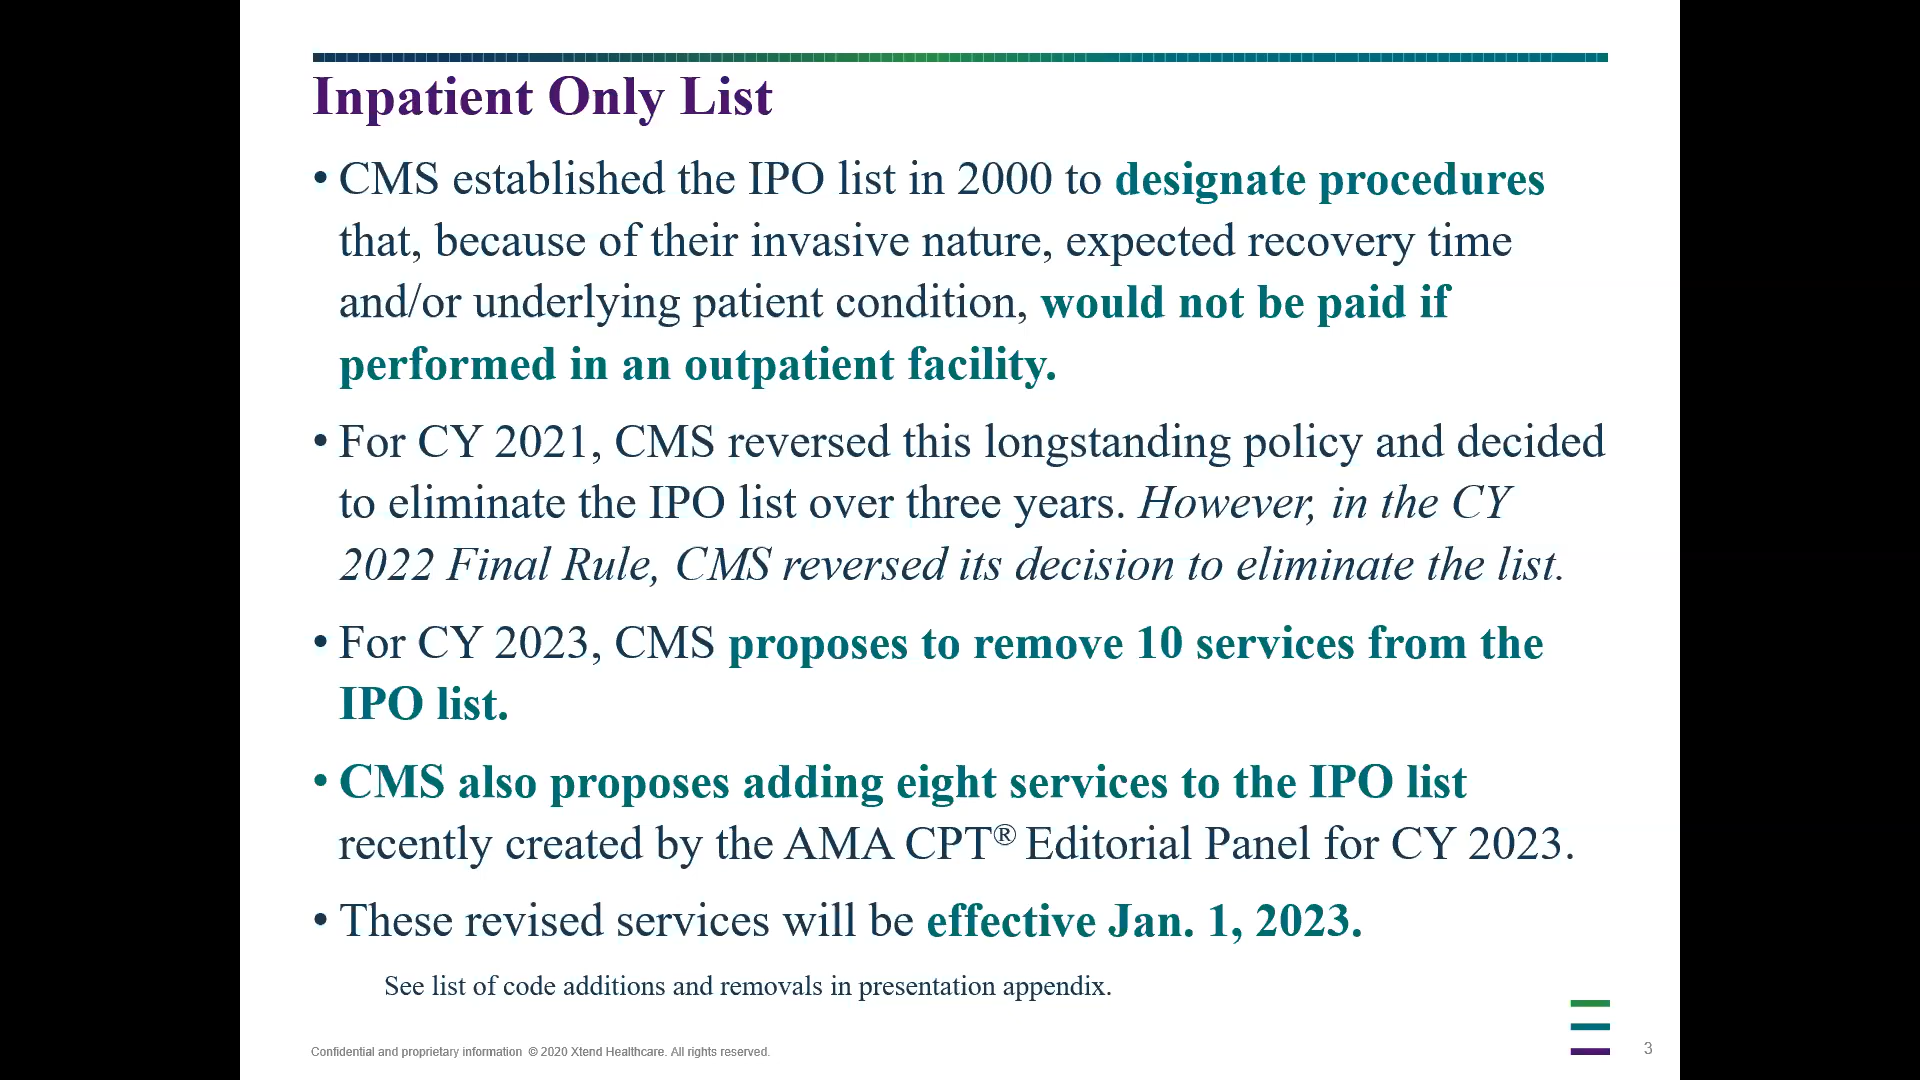 Inpatient Only List
• CMS established the IPO list in 2000 to designate procedures
that, because of their invasive nature, expected recovery time
and/or underlying patient condition, would not be paid if
performed in an outpatient facility.
• For CY 2021, CMS reversed this longstanding policy and decided
to eliminate the IPO list over three years. However, in the CY
2022 Final Rule, CMS reversed its decision to eliminate the list.
• For CY 2023, CMS proposes to remove 10 services from the
IPO list.
• CMS also proposes adding eight services to the IPO list
recently created by the AMA CPT® Editorial Panel for CY 2023.
• These revised services will be effective Jan. 1, 2023.
See list of code additions and removals in presentation appendix.
Confidential and proprietary information © 2020 Xtend Healthcare. All rights reserved.
3